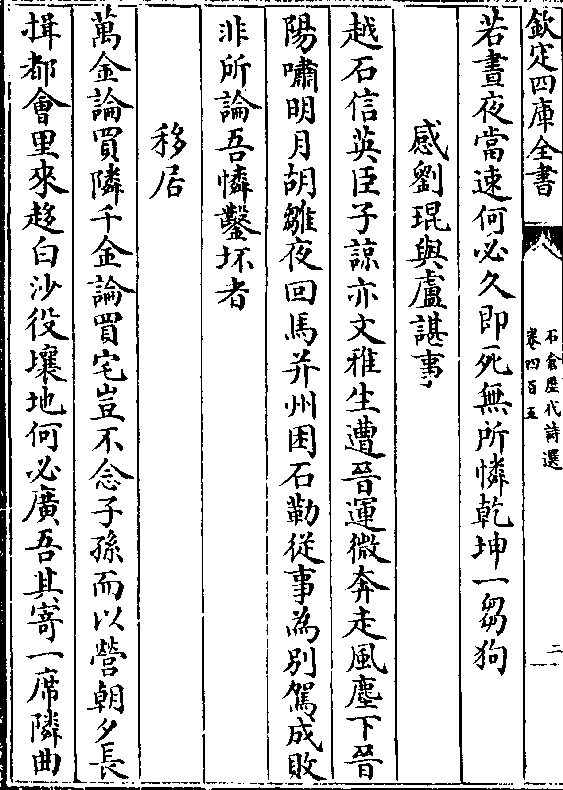 欽定四庫全書
石倉歴代詩選
卷四百五
二
若晝夜當速何必久即死無所憐乾坤一芻狗
感劉琨與盧諶事
越石信英臣子諒亦文雅生遭晉運微奔走風塵下晉
陽嘯明月胡雛夜回馬并州困石勒從事為别駕成敗
非所論吾憐鑿坏者
移居
萬金論買隣千金論買宅豈不念子孫而以營朝夕長
揖都會里來趍白沙役壤地何必廣吾其寄一席隣曲